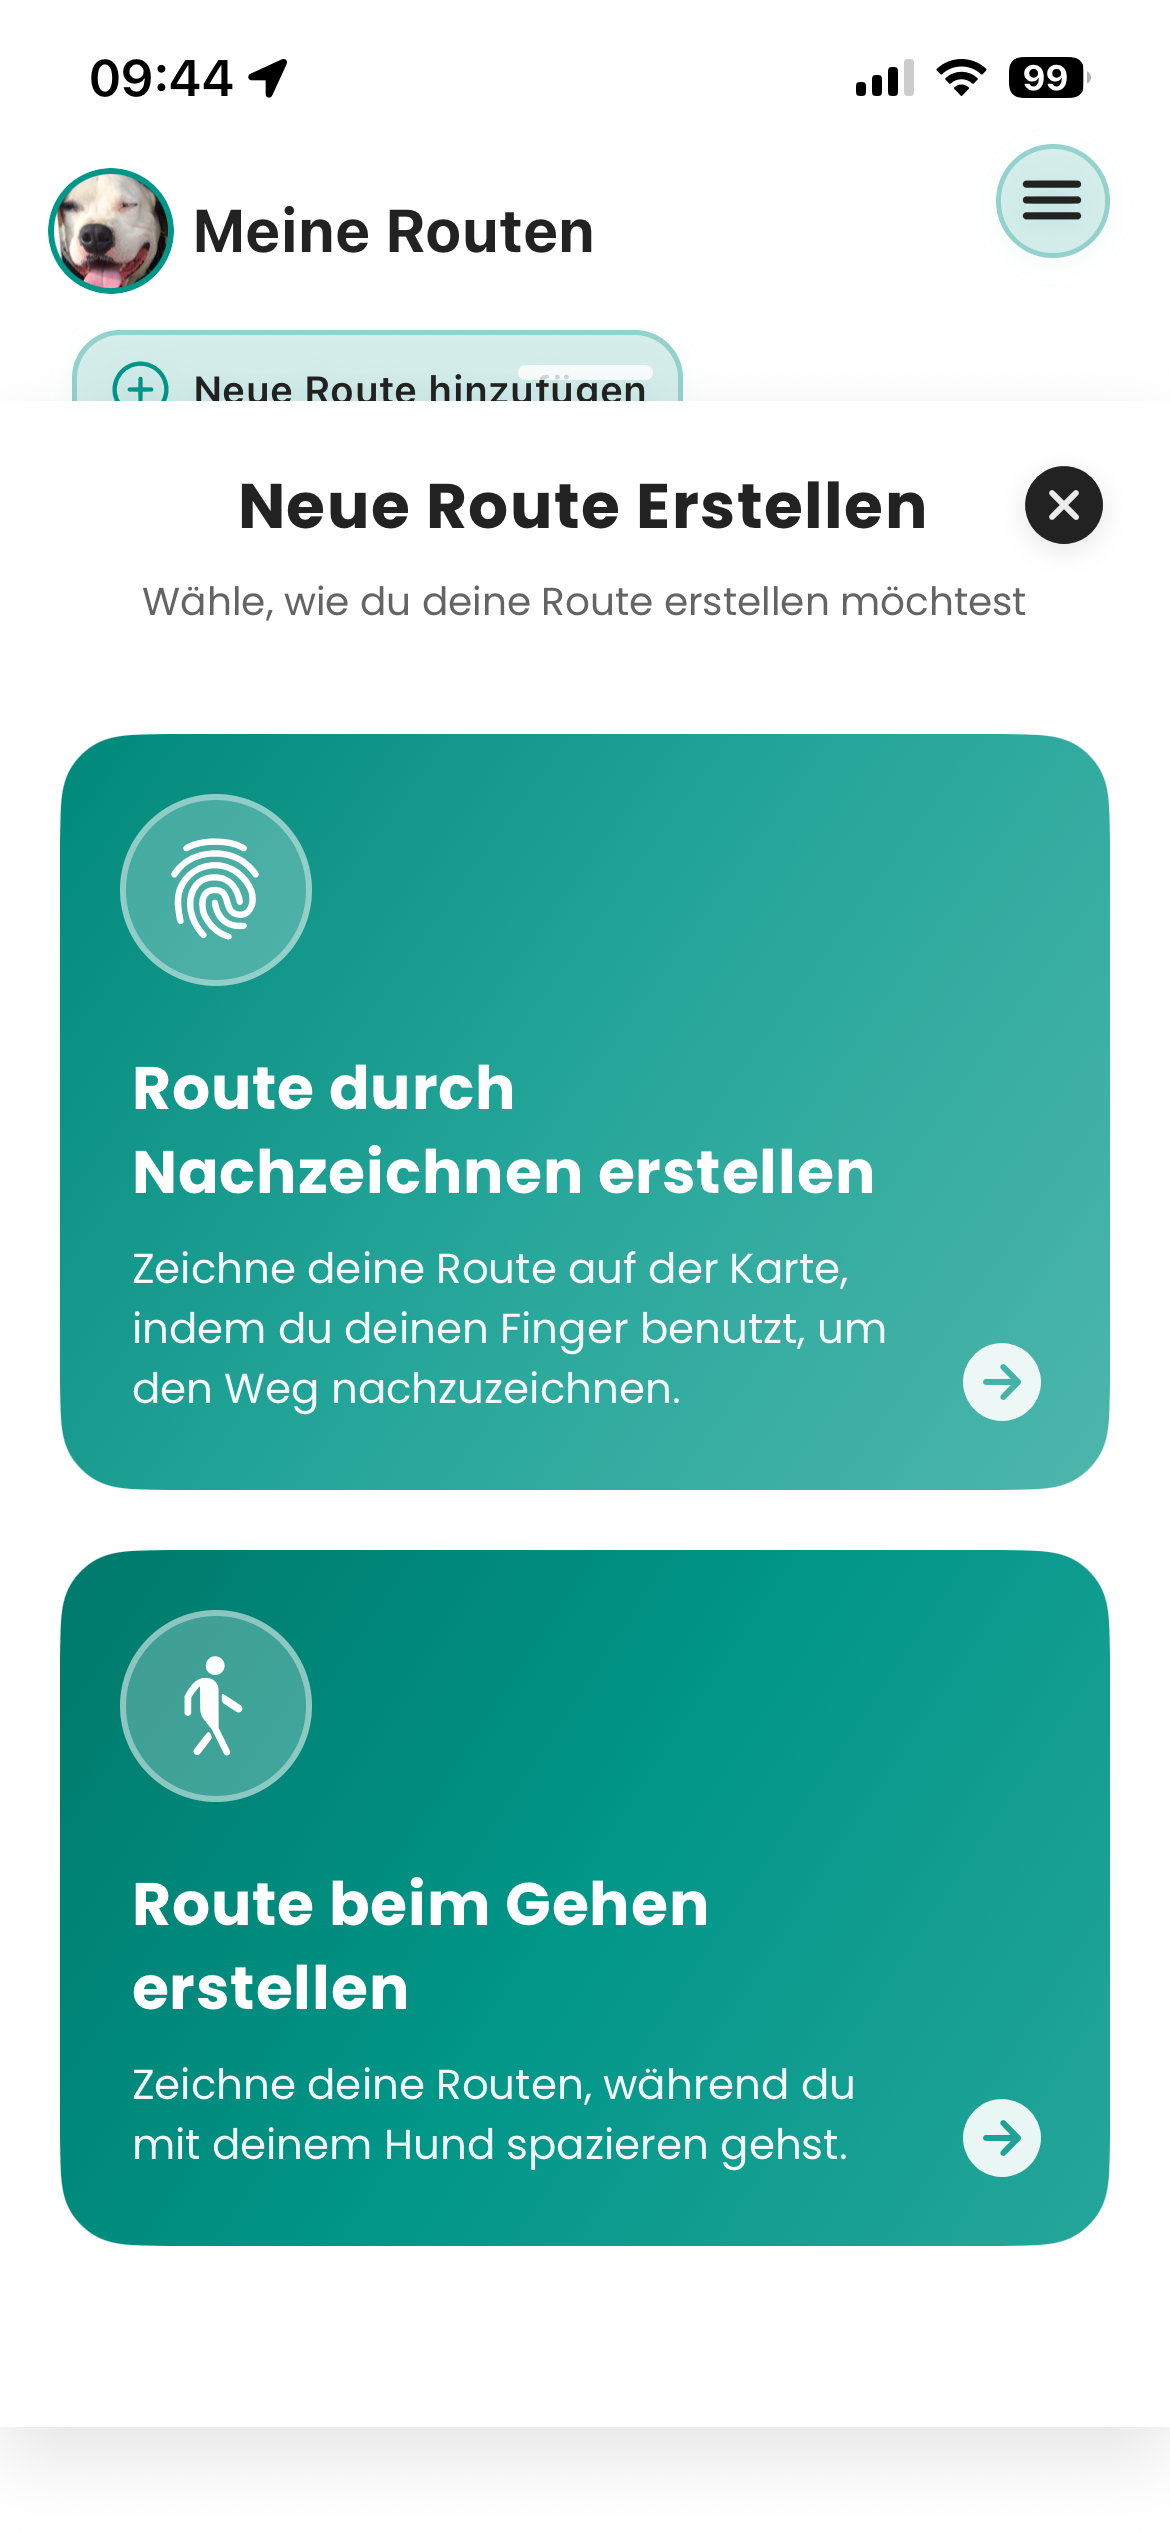 09:44
99
Meine Routen
Neue Route hinzufügen
Neue Route Erstellen
Wähle, wie du deine Route erstellen möchtest
Route durch
Nachzeichnen erstellen
Zeichne deine Route auf der Karte,
indem du deinen Finger benutzt, um
den Weg nachzuzeichnen.
Route beim Gehen
erstellen
Zeichne deine Routen, während du
mit deinem Hund spazieren gehst.